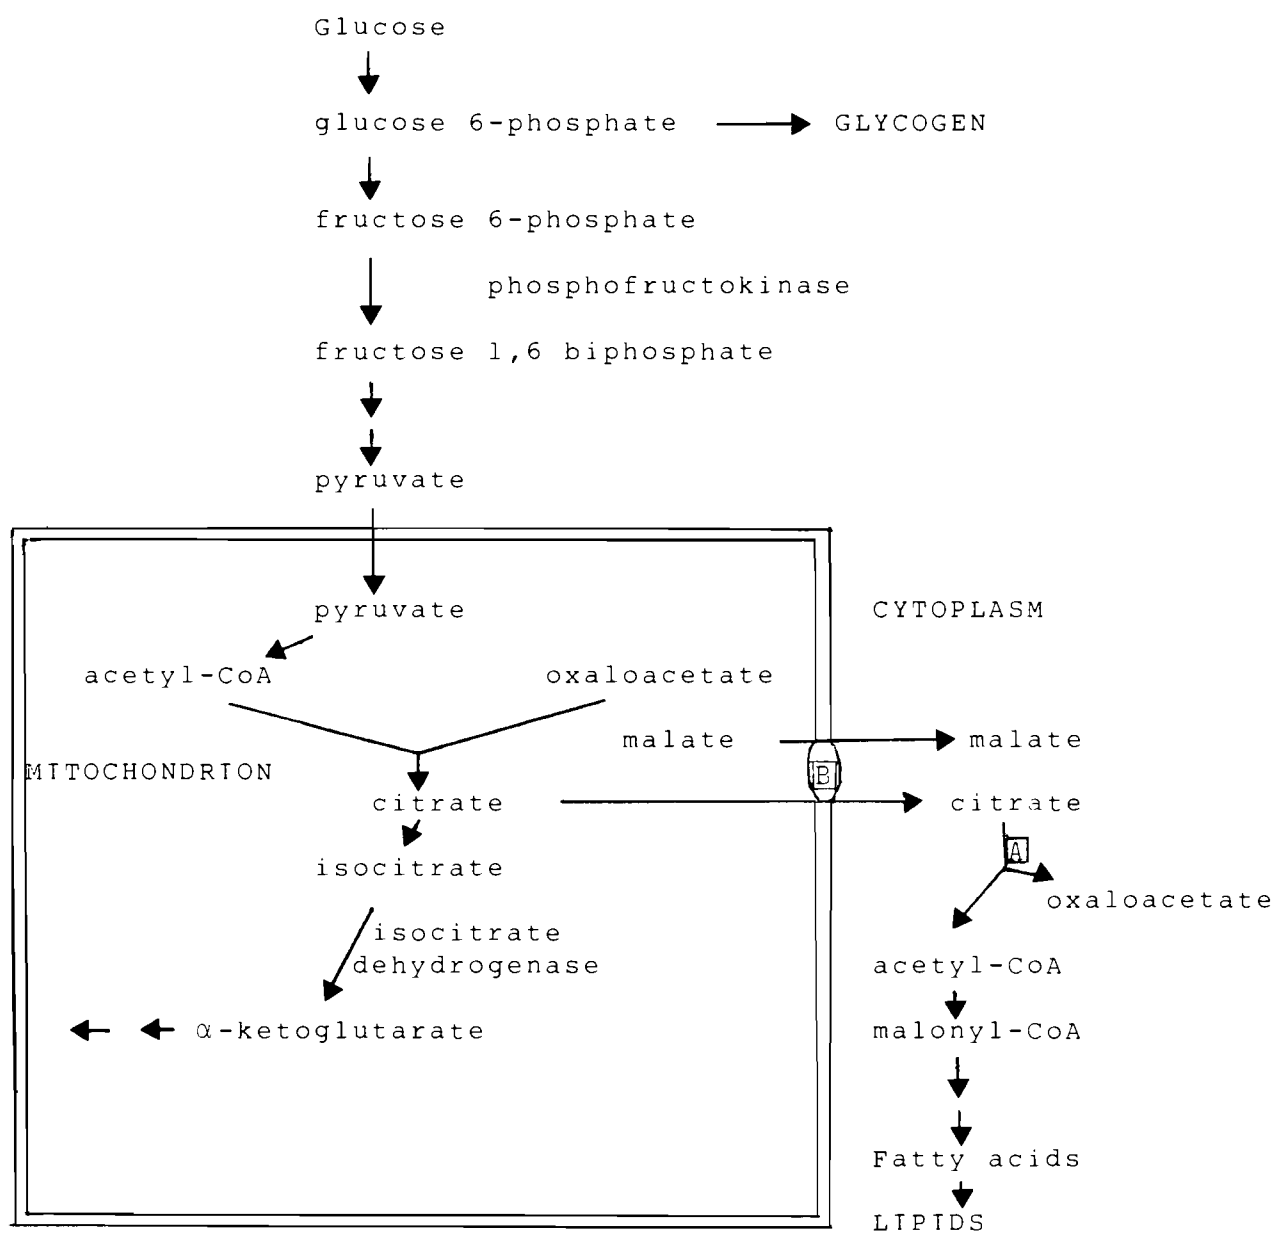 Glucose
glucose 6-phosphate GLYCOGEN
fructose 6-phosphate
phosphofructokinase
fructose 1,6 biphosphate
pyruvate
pyruvate CYTOPLASM
acetyl-CoA oxaloacetate
malate malate
MITOCHONDRION B
citrate citrate
A
isocitrate
oxaloacetate
isocitrate
dehydrogenase acetyl-CoA
α-ketoglutarate malonyl-CoA
Fatty acids
LIPIDS